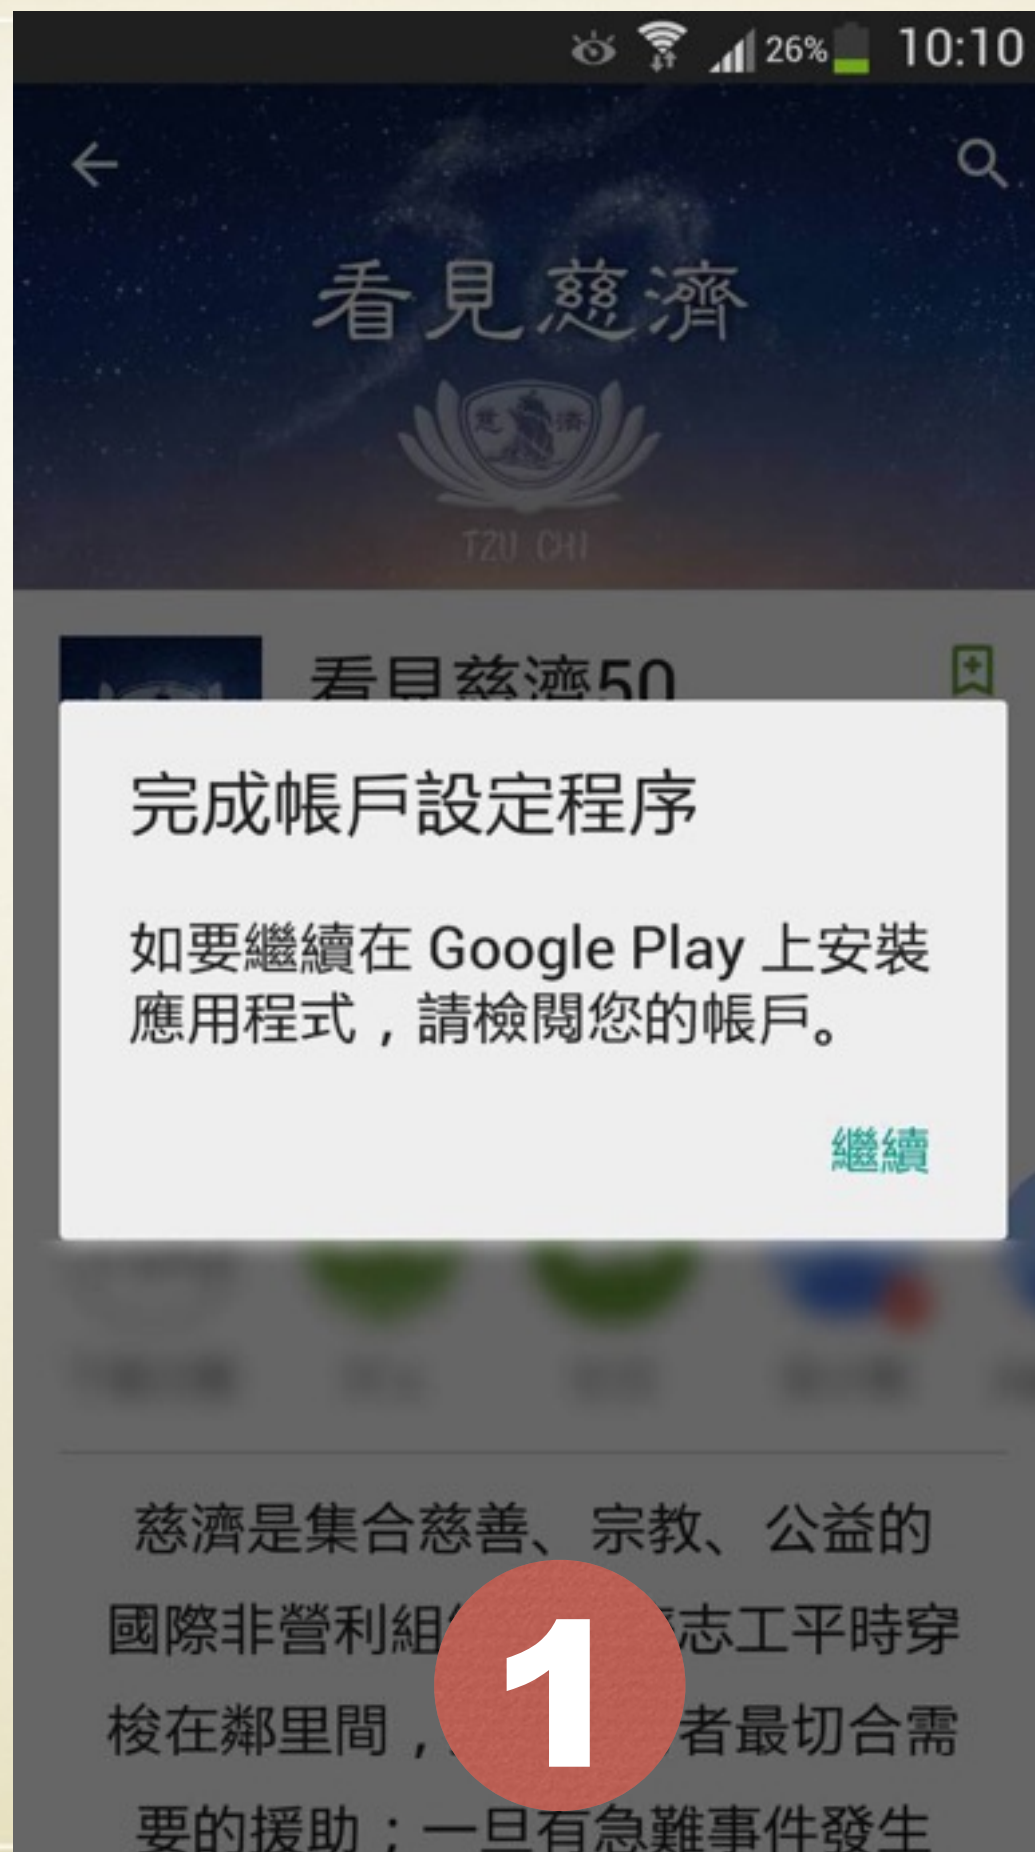 26% 10:10
看見慈濟
慈 濟
TZU CHI
看見慈濟50
完成帳戶設定程序
如要繼續在 Google Play 上安裝
應用程式，請檢閱您的帳戶。
繼續
慈濟是集合慈善、宗教、公益的
國際非營利組 志工平時穿
梭在鄰里間， 者最切合需
要的援助；一旦有急難事件發生
1